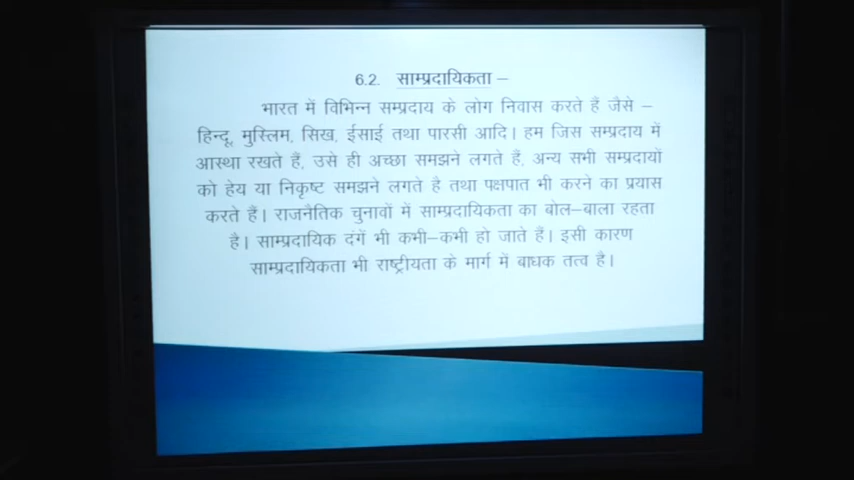 6.2. साम्प्रदायिकता –
भारत में विभिन्न सम्प्रदाय के लोग निवास करते हैं जैसे –
हिन्दू, मुस्लिम, सिख, ईसाई तथा पारसी आदि। हम जिस सम्प्रदाय में
आस्था रखते हैं, उसे ही अच्छा समझने लगते हैं, अन्य सभी सम्प्रदायों
को हेय या निकृष्ट समझने लगते है तथा पक्षपात भी करने का प्रयास
करते हैं। राजनैतिक चुनावों में साम्प्रदायिकता का बोल–बाला रहता
है। साम्प्रदायिक दंगें भी कभी–कभी हो जाते हैं। इसी कारण
साम्प्रदायिकता भी राष्ट्रीयता के मार्ग में बाधक तत्व है।